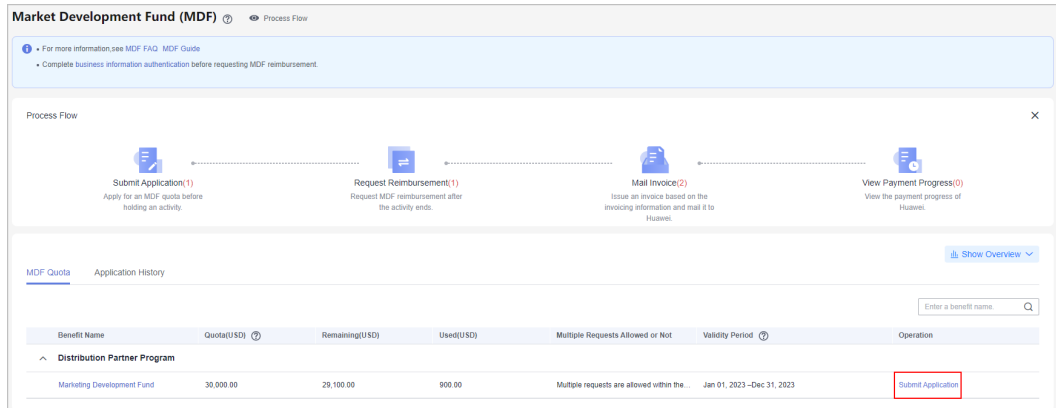 Market Development Fund (MDF) ? Process Flow
• For more information,see MDF FAQ MDF Guide
• Complete business information authentication before requesting MDF reimbursement.
Process Flow
Submit Application(1)
Apply for an MDF quota before
holding an activity.
Request Reimbursement(1)
Request MDF reimbursement after
the activity ends.
Mail Invoice(2)
Issue an invoice based on the
invoicing information and mail it to
Huawei.
View Payment Progress(0)
View the payment progress of
Huawei.
Show Overview
MDF Quota Application History
Enter a benefit name.
Benefit Name Quota(USD) ? Remaining(USD) Used(USD) Multiple Requests Allowed or Not Validity Period ? Operation
Distribution Partner Program
Marketing Development Fund 30,000.00 29,100.00 900.00 Multiple requests are allowed within the... Jan 01, 2023 –Dec 31, 2023 Submit Application